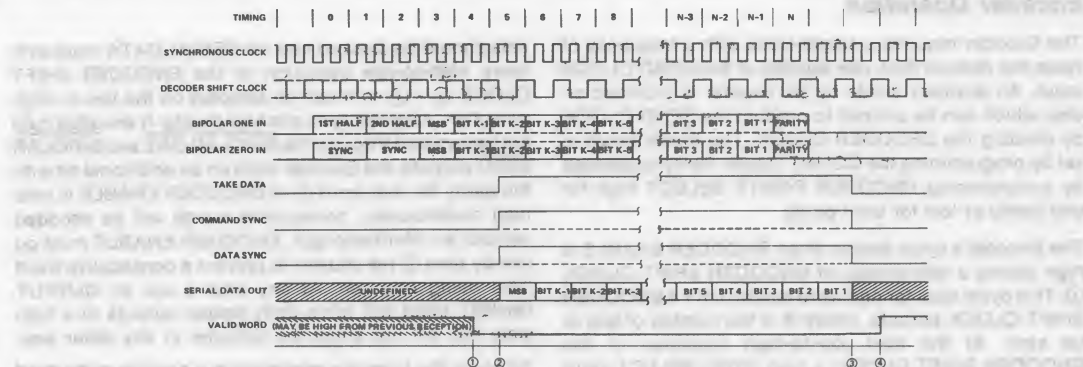 TIMING 0 1 2 3 4 5 6 7 8 N-3 N-2 N-1 N
SYNCHRONOUS CLOCK
DECODER SHIFT CLOCK
BIPOLAR ONE IN 1ST HALF 2ND HALF MSB BIT K-1 BIT K-2 BIT K-3 BIT K-4 BIT 3 BIT 2 BIT 1 PARITY
BIPOLAR ZERO IN SYNC SYNC MSB BIT K-1 BIT K-2 BIT K-3 BIT K-4 BIT 3 BIT 2 BIT 1 PARITY
TAKE DATA
COMMAND SYNC
DATA SYNC
SERIAL DATA OUT UNDEFINED MSB BIT K-1 BIT K-2 BIT K-3 BIT 5 BIT 4 BIT 3 BIT 2 BIT 1
VALID WORD (MAY BE HIGH FROM PREVIOUS RECEPTION)
① ② ③ ④